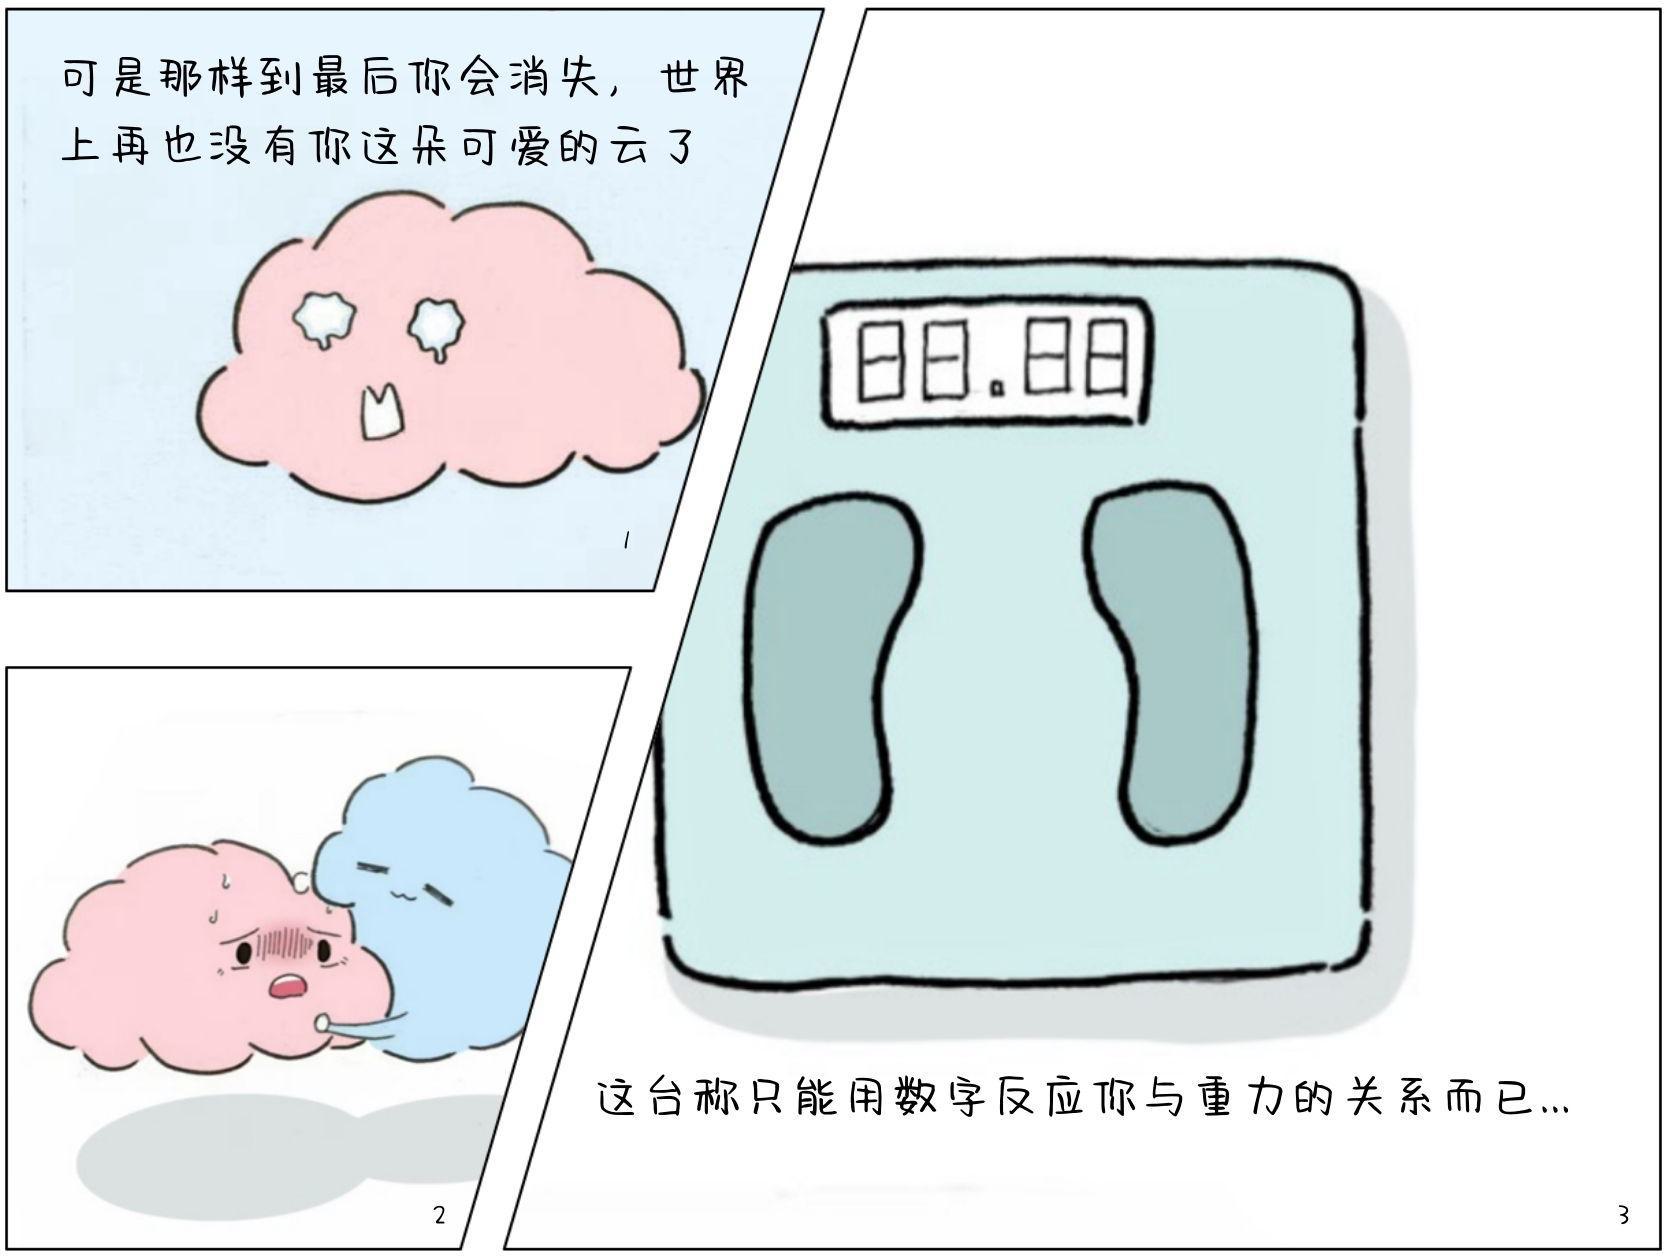 可是那样到最后你会消失，世界
上再也没有你这朵可爱的云了
1
2
88.88
这台称只能用数字反应你与重力的关系而已...
3